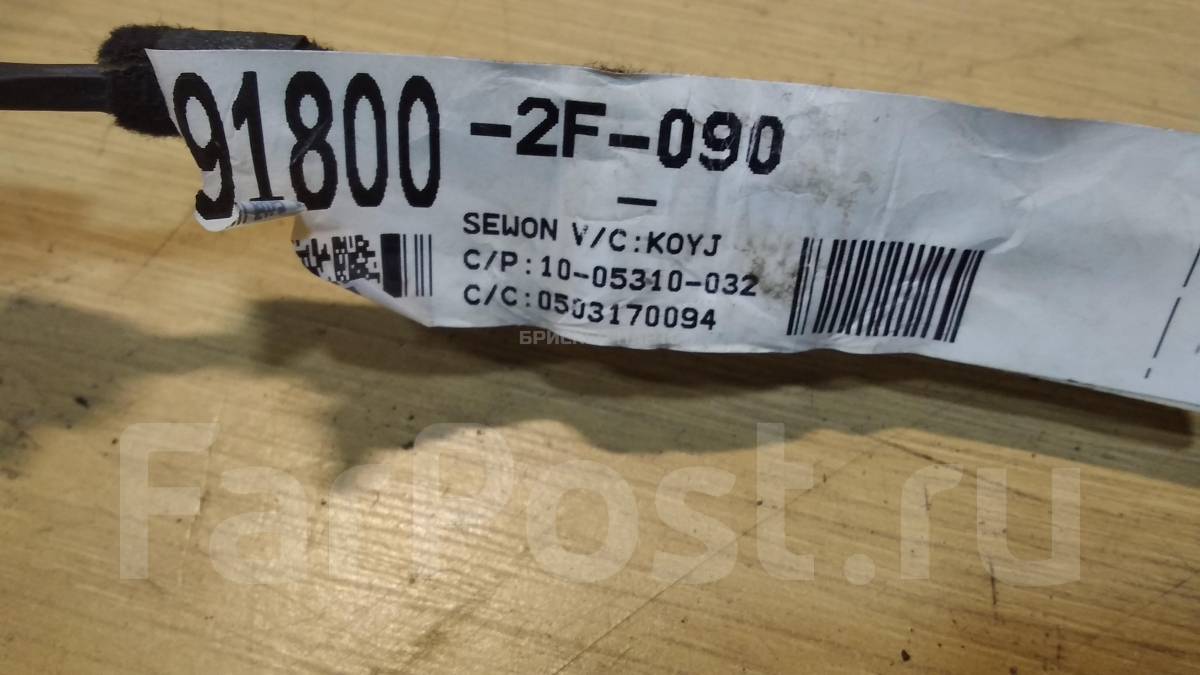 91800-2F-090
-
SEWON V/C:KOYJ
C/P:10-05310-032
C/C:0503170094
FarPost.ru